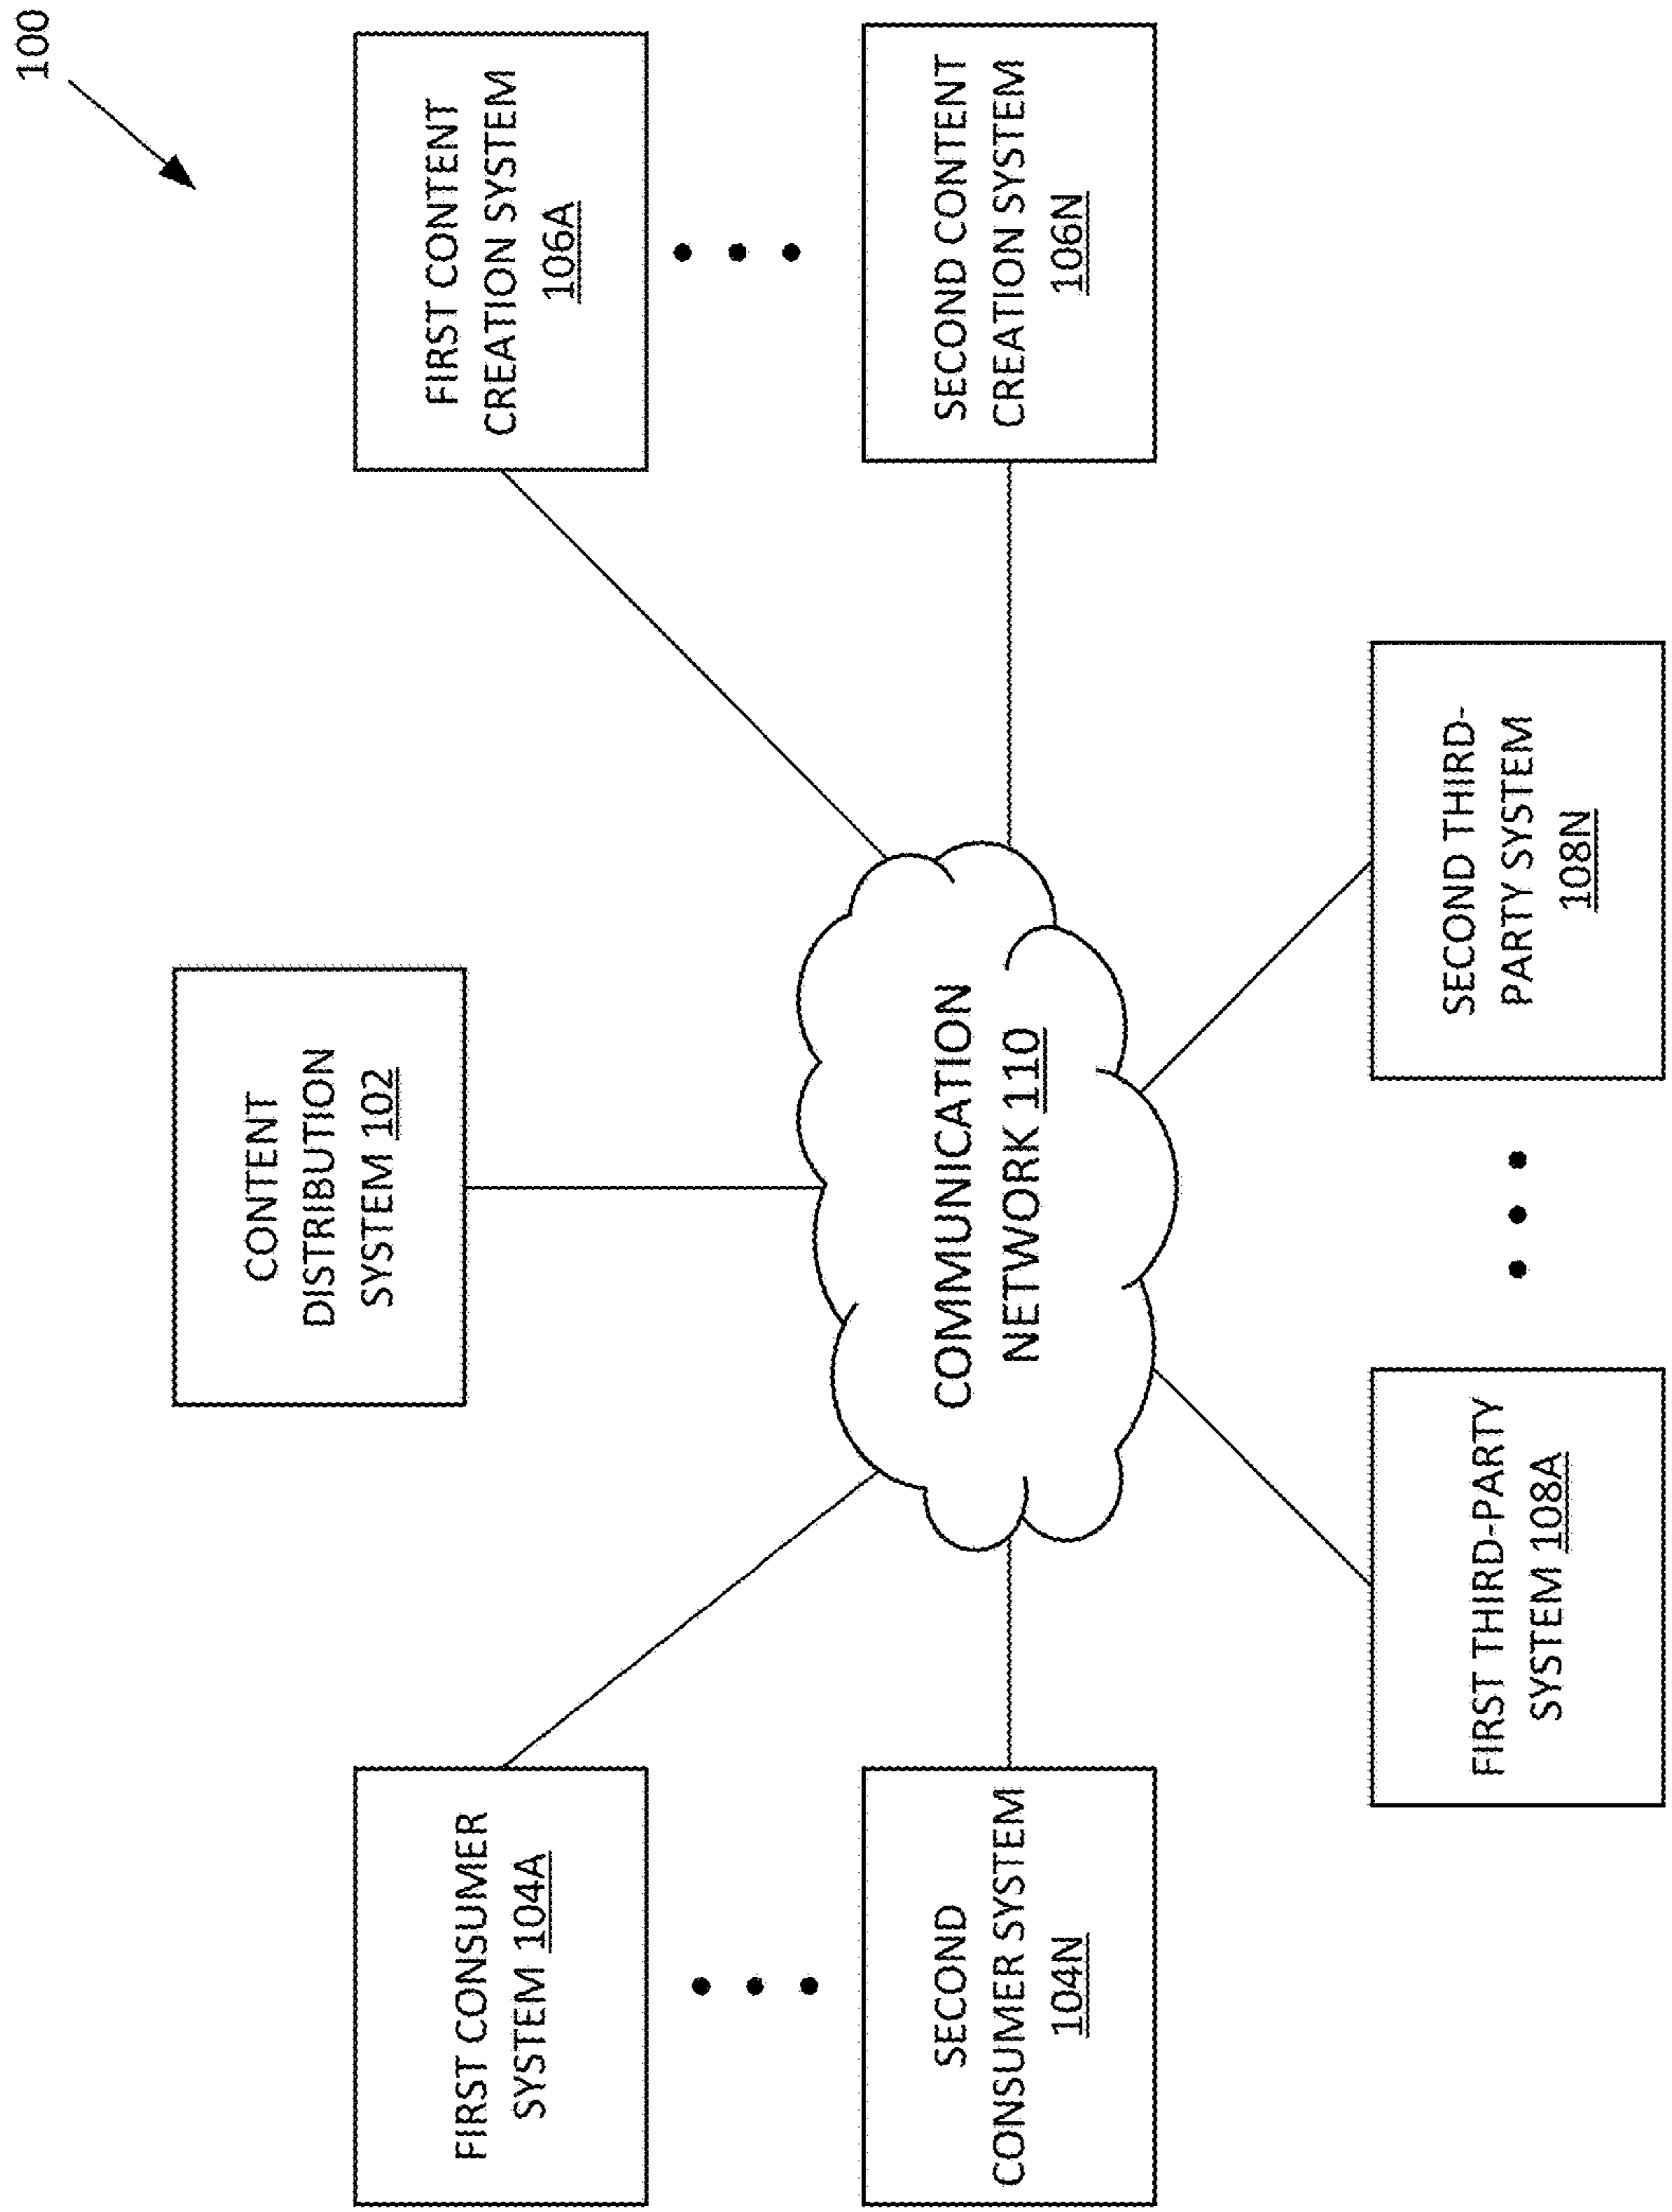 100
CONTENT
DISTRIBUTION
SYSTEM 102
FIRST CONSUMER
SYSTEM 104A
FIRST CONTENT
CREATION SYSTEM
106A
COMMUNICATION
NETWORK 110
SECOND
CONSUMER SYSTEM
104N
SECOND CONTENT
CREATION SYSTEM
106N
FIRST THIRD-PARTY
SYSTEM 108A
SECOND THIRD-
PARTY SYSTEM
108N